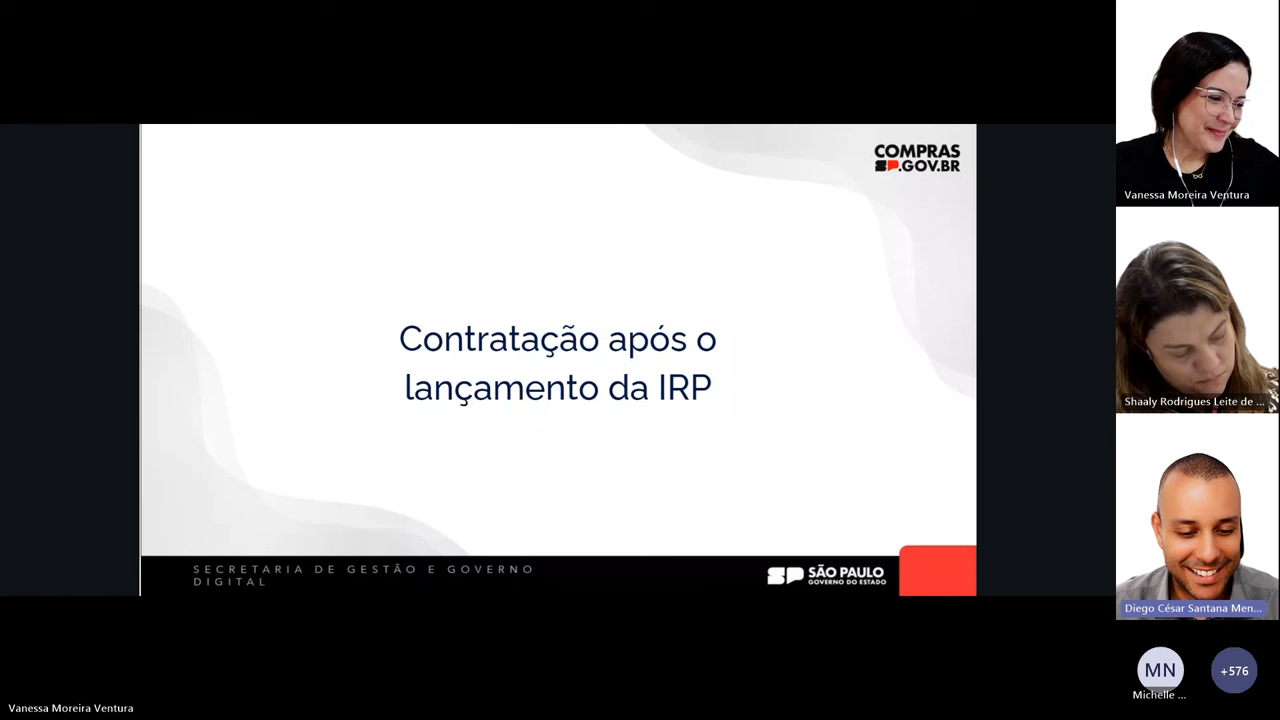 COMPRAS
SP.GOV.BR
Contratação após o
lançamento da IRP
SECRETARIA DE GESTÃO E GOVERNO
DIGITAL
SP SÃO PAULO
GOVERNO DO ESTADO
Vanessa Moreira Ventura
Shaaly Rodrigues Leite de ...
Diego César Santana Men...
MN
Michelle ...
+576
Vanessa Moreira Ventura